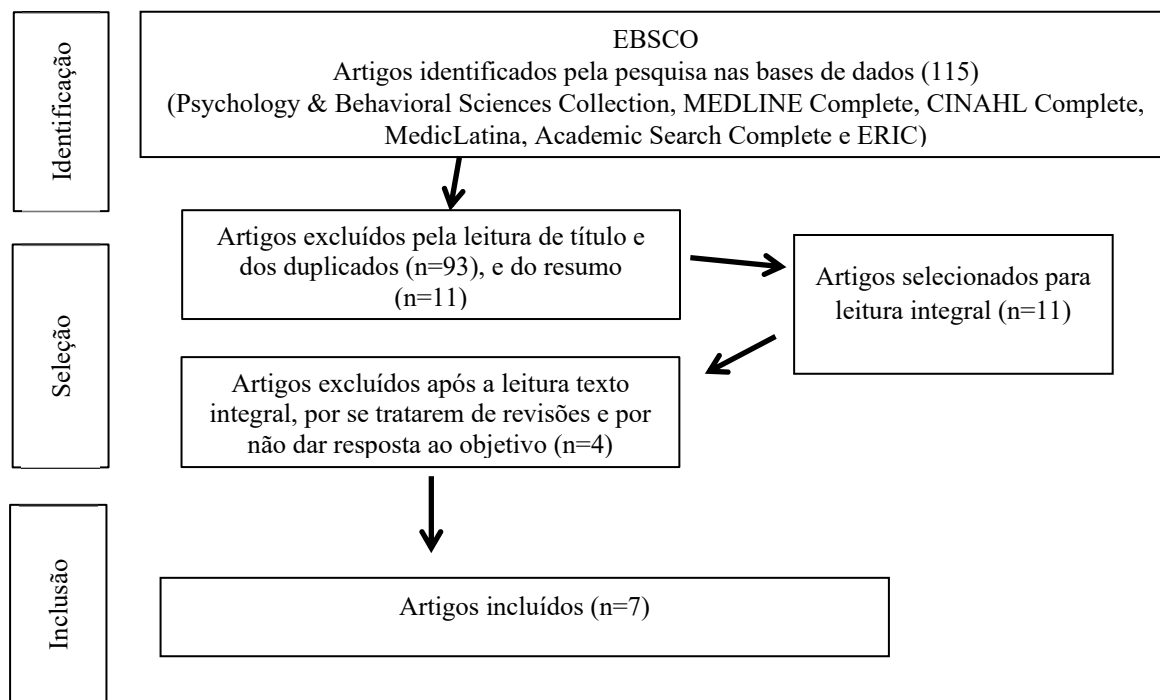 Identificação
EBSCO
Artigos identificados pela pesquisa nas bases de dados (115)
(Psychology & Behavioral Sciences Collection, MEDLINE Complete, CINAHL Complete,
MedicLatina, Academic Search Complete e ERIC)
Seleção
Artigos excluídos pela leitura de título e
dos duplicados (n=93), e do resumo
(n=11)
Artigos selecionados para
leitura integral (n=11)
Artigos excluídos após a leitura texto
integral, por se tratarem de revisões e por
não dar resposta ao objetivo (n=4)
Inclusão
Artigos incluídos (n=7)